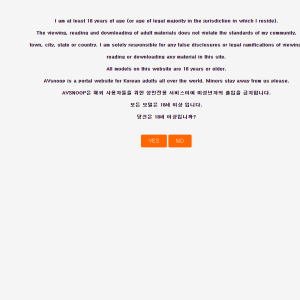 I am at least 18 years of age (or age of legal majority in the jurisdiction in which I reside).
The viewing, reading and downloading of adult materials does not violate the standards of my community,
town, city, state or country. I am solely responsible for any false disclosures or legal ramifications of viewing,
reading or downloading any material in this site.
All models on this website are 18 years or older.
AVsnoop is a portal website for Korean adults all over the world. Minors stay away from us please.
AVSNOOP은 해외 사용자들을 위한 성인전용 서비스이며 미성년자의 출입을 금지합니다.
모든 모델은 18세 이상 입니다.
당신은 18세 이상입니까?
YES NO